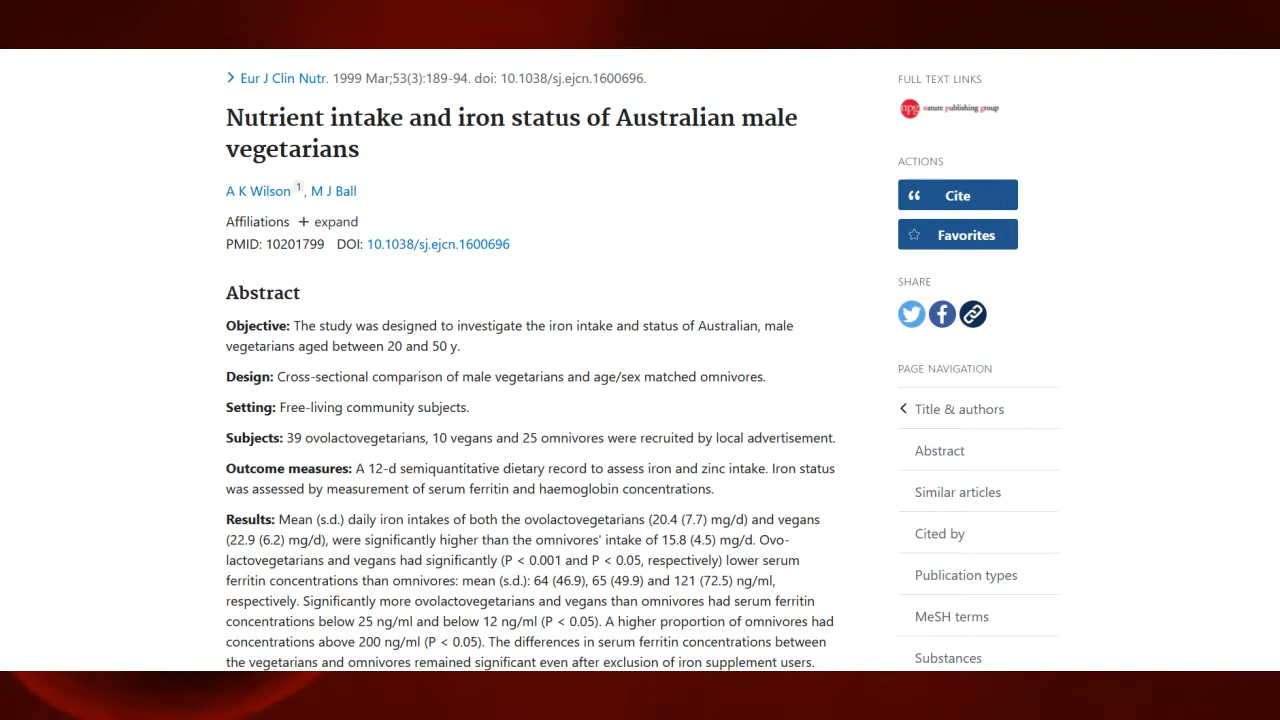 Eur J Clin Nutr. 1999 Mar;53(3):189-94. doi: 10.1038/sj.ejcn.1600696.
Nutrient intake and iron status of Australian male
vegetarians
A K Wilson 1, M J Ball
Affiliations + expand
PMID: 10201799 DOI: 10.1038/sj.ejcn.1600696
Abstract
Objective: The study was designed to investigate the iron intake and status of Australian, male
vegetarians aged between 20 and 50 y.
Design: Cross-sectional comparison of male vegetarians and age/sex matched omnivores.
Setting: Free-living community subjects.
Subjects: 39 ovolactovegetarians, 10 vegans and 25 omnivores were recruited by local advertisement.
Outcome measures: A 12-d semiquantitative dietary record to assess iron and zinc intake. Iron status
was assessed by measurement of serum ferritin and haemoglobin concentrations.
Results: Mean (s.d.) daily iron intakes of both the ovolactovegetarians (20.4 (7.7) mg/d) and vegans
(22.9 (6.2) mg/d), were significantly higher than the omnivores' intake of 15.8 (4.5) mg/d. Ovo-
lactovegetarians and vegans had significantly (P < 0.001 and P < 0.05, respectively) lower serum
ferritin concentrations than omnivores: mean (s.d.): 64 (46.9), 65 (49.9) and 121 (72.5) ng/ml,
respectively. Significantly more ovolactovegetarians and vegans than omnivores had serum ferritin
concentrations below 25 ng/ml and below 12 ng/ml (P < 0.05). A higher proportion of omnivores had
concentrations above 200 ng/ml (P < 0.05). The differences in serum ferritin concentrations between
the vegetarians and omnivores remained significant even after exclusion of iron supplement users.
FULL TEXT LINKS
npg nature publishing group
ACTIONS
Cite
Favorites
SHARE
PAGE NAVIGATION
Title & authors
Abstract
Similar articles
Cited by
Publication types
MeSH terms
Substances